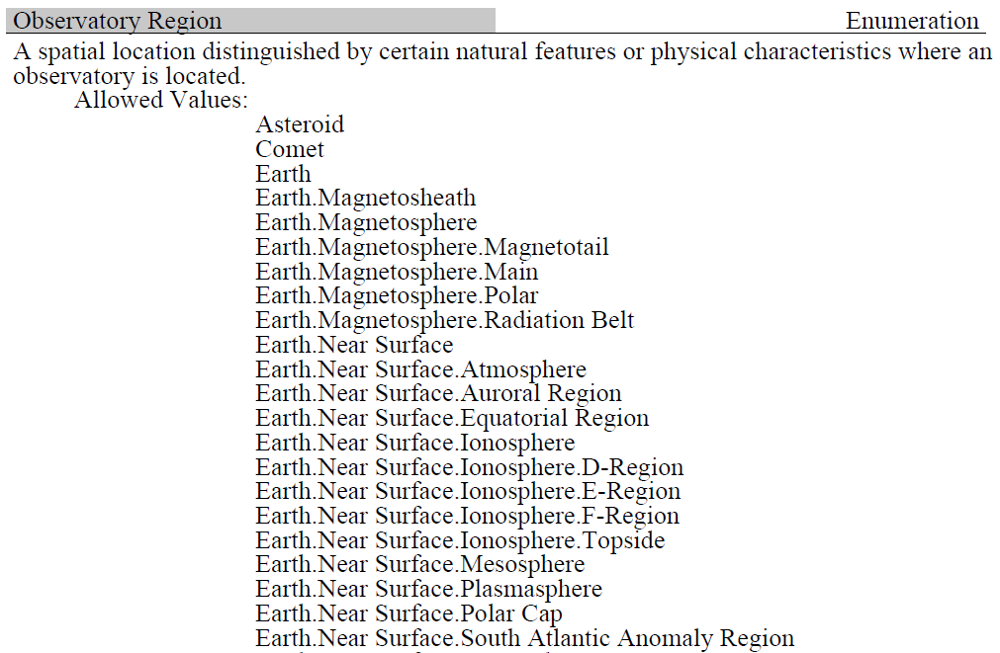 Observatory Region Enumeration
A spatial location distinguished by certain natural features or physical characteristics where an
observatory is located.
Allowed Values:
Asteroid
Comet
Earth
Earth.Magnetosheath
Earth.Magnetosphere
Earth.Magnetosphere.Magnetotail
Earth.Magnetosphere.Main
Earth.Magnetosphere.Polar
Earth.Magnetosphere.Radiation Belt
Earth.Near Surface
Earth.Near Surface.Atmosphere
Earth.Near Surface.Auroral Region
Earth.Near Surface.Equatorial Region
Earth.Near Surface.Ionosphere
Earth.Near Surface.Ionosphere.D-Region
Earth.Near Surface.Ionosphere.E-Region
Earth.Near Surface.Ionosphere.F-Region
Earth.Near Surface.Ionosphere.Topside
Earth.Near Surface.Mesosphere
Earth.Near Surface.Plasmasphere
Earth.Near Surface.Polar Cap
Earth.Near Surface.South Atlantic Anomaly Region